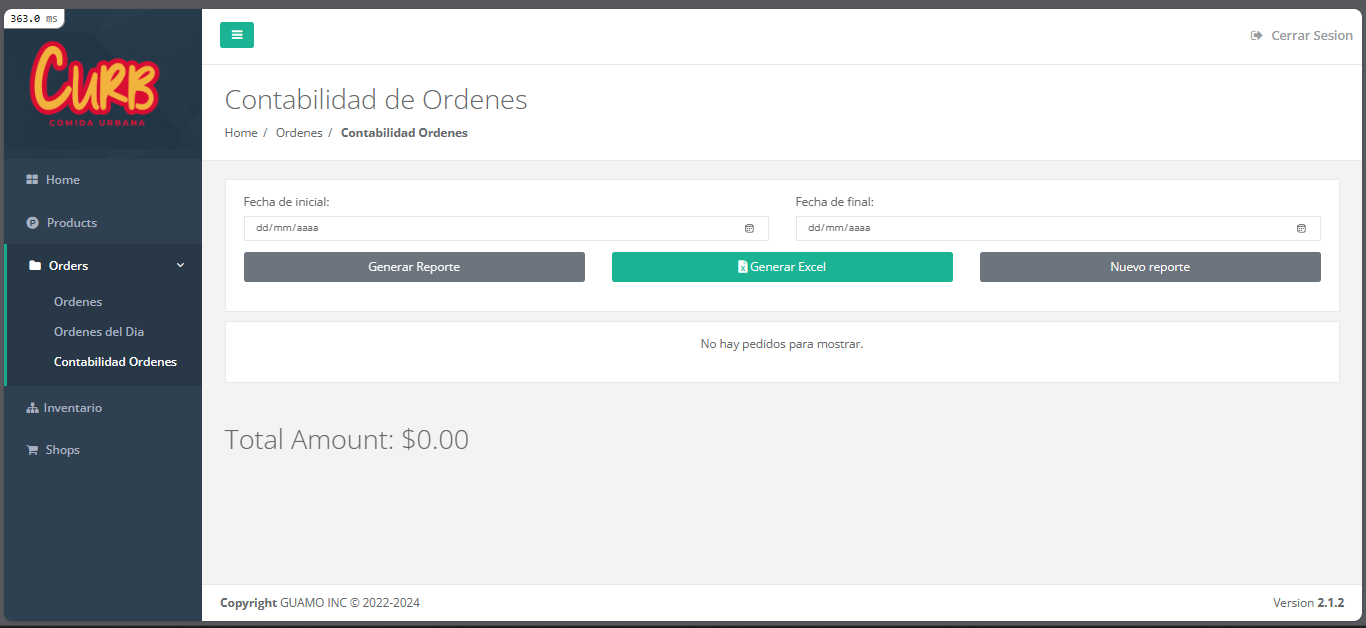 363.0 ms
CURB
COMIDA URBANA
Home
Products
Orders
Ordenes
Ordenes del Dia
Contabilidad Ordenes
Inventario
Shops
Cerrar Sesion
Contabilidad de Ordenes
Home / Ordenes / Contabilidad Ordenes
Fecha de inicial: Fecha de final:
dd/mm/aaaa dd/mm/aaaa
Generar Reporte Generar Excel Nuevo reporte
No hay pedidos para mostrar.
Total Amount: $0.00
Copyright GUAMO INC © 2022-2024 Version 2.1.2